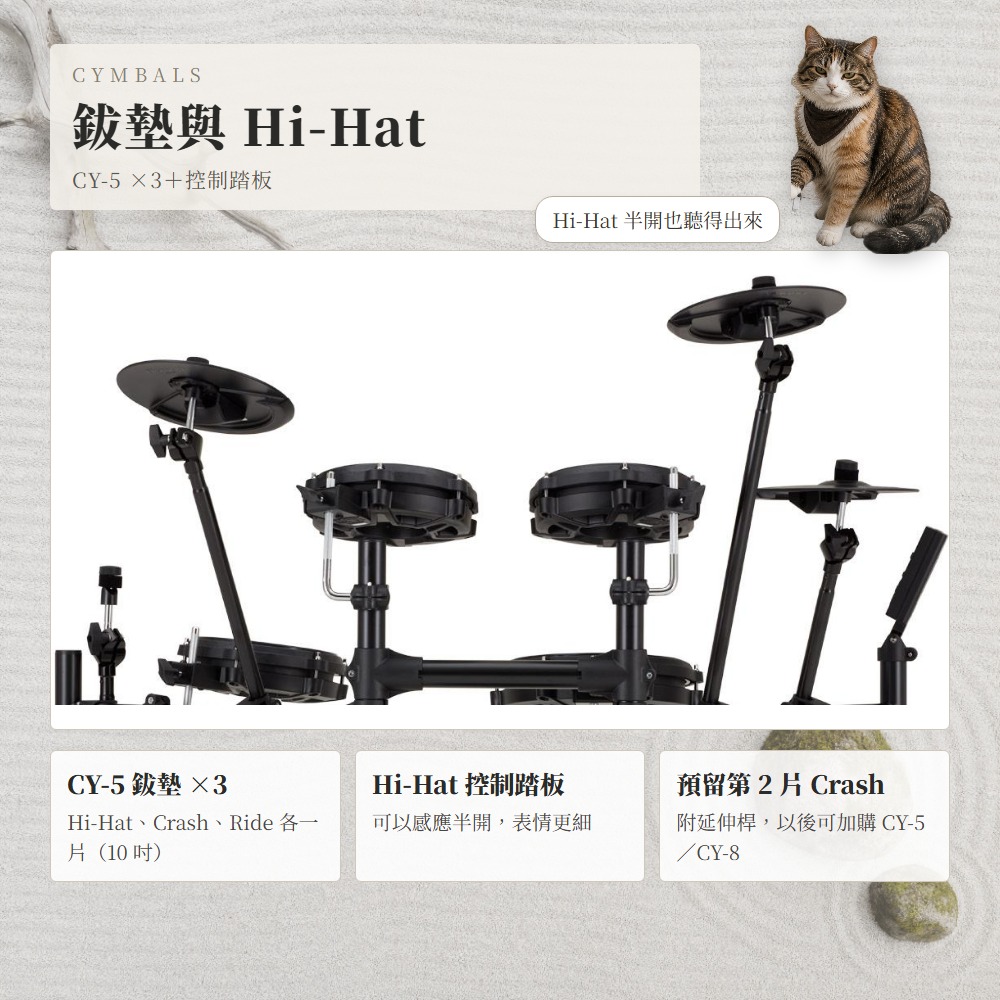 CYMBALS
鈸墊與 Hi-Hat
CY-5 ×3＋控制踏板
Hi-Hat 半開也聽得出來
CY-5 鈸墊 ×3
Hi-Hat、Crash、Ride 各一
片（10 吋）
Hi-Hat 控制踏板
可以感應半開，表情更細
預留第 2 片 Crash
附延伸桿，以後可加購 CY-5
／CY-8